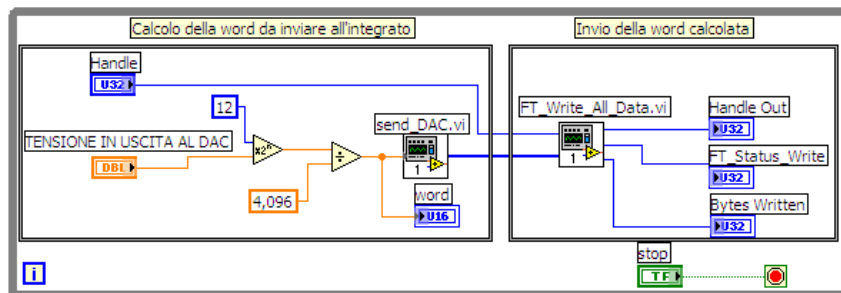 Calcolo della word da inviare all'integrato
Invio della word calcolata
Handle
U32
12
TENSIONE IN USCITA AL DAC
DBL
x2ⁿ
÷
4,096
send_DAC.vi
1
word
U16
FT_Write_All_Data.vi
1
Handle Out
U32
FT_Status_Write
U32
Bytes Written
U32
stop
TF
i